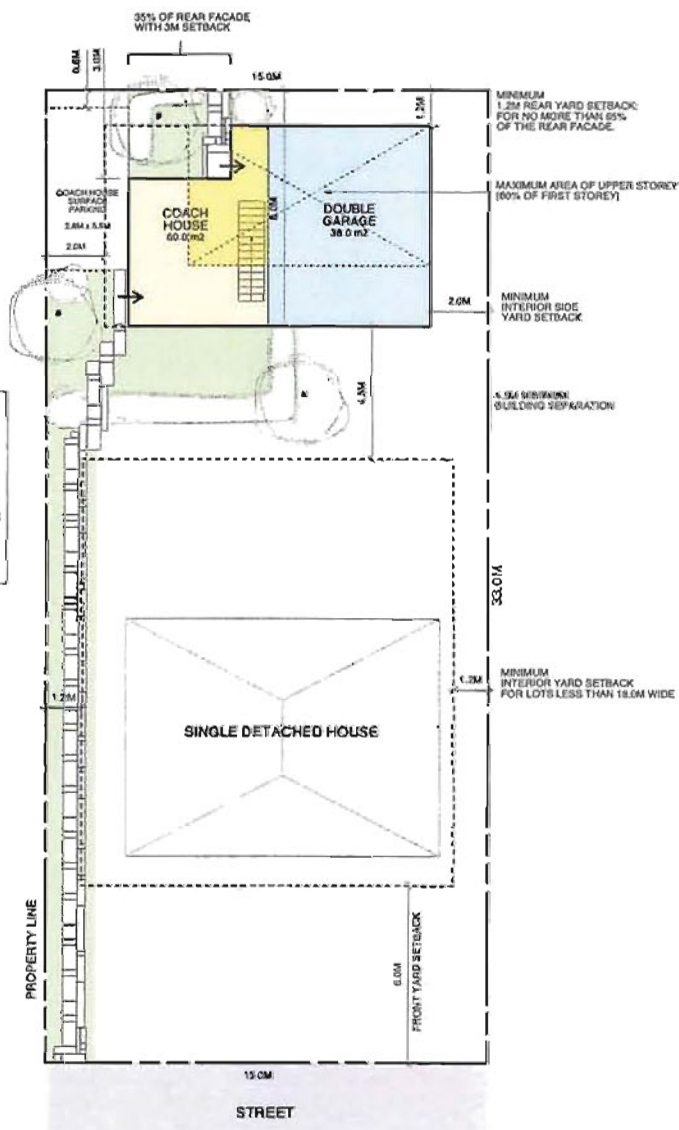 35% OF REAR FACADE
WITH 3M SETBACK
0.6M
3.0M
15.0M
1.2M
MINIMUM
1.2M REAR YARD SETBACK:
FOR NO MORE THAN 65%
OF THE REAR FACADE.
COACH HOUSE
SURFACE
PARKING
2.0M
COACH
HOUSE
60.0m2
6.0M
DOUBLE
GARAGE
38.0 m2
MAXIMUM AREA OF UPPER STOREY
(60% OF FIRST STOREY)
2.0M
MINIMUM
INTERIOR SIDE
YARD SETBACK
4.5M
BUILDING SEPARATION
33.0M
1.2M
SINGLE DETACHED HOUSE
1.2M
MINIMUM
INTERIOR YARD SETBACK
FOR LOTS LESS THAN 18.0M WIDE
PROPERTY LINE
6.0M
FRONT YARD SETBACK
15.0M
STREET